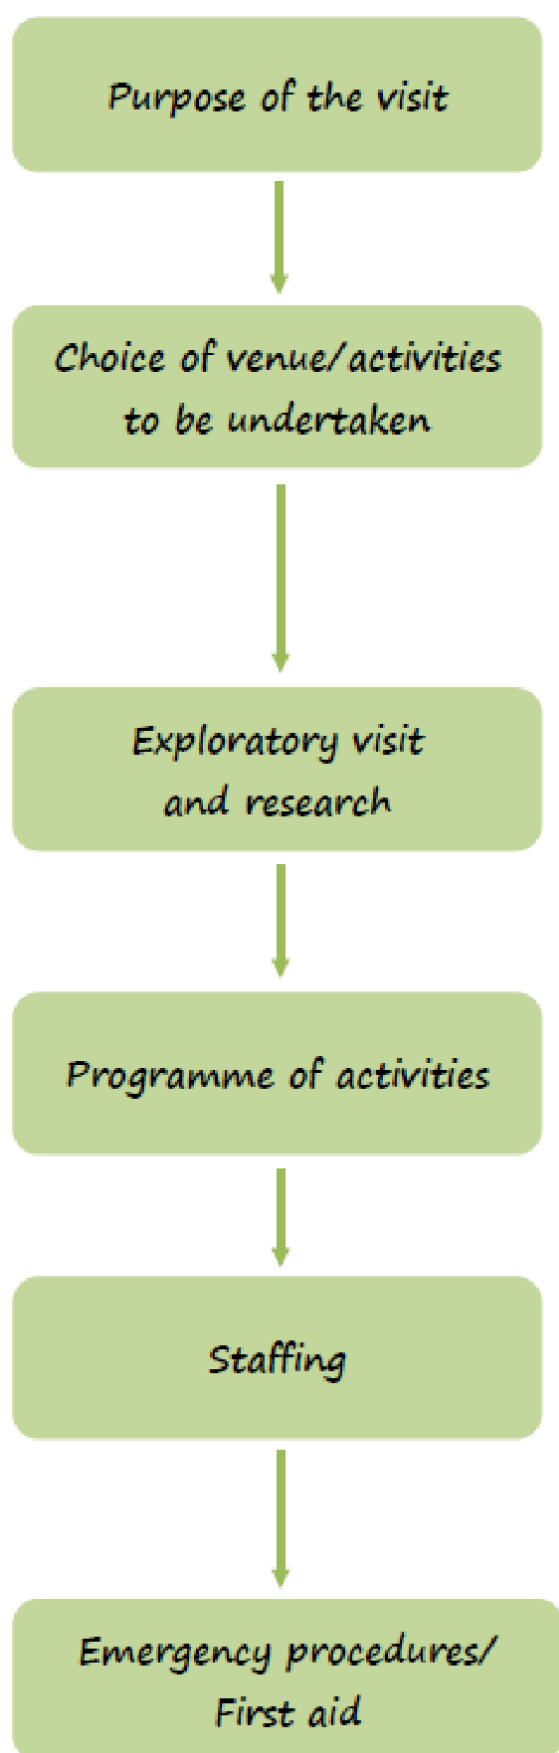 Purpose of the visit
Choice of venue/activities
to be undertaken
Exploratory visit
and research
Programme of activities
Staffing
Emergency procedures/
First aid